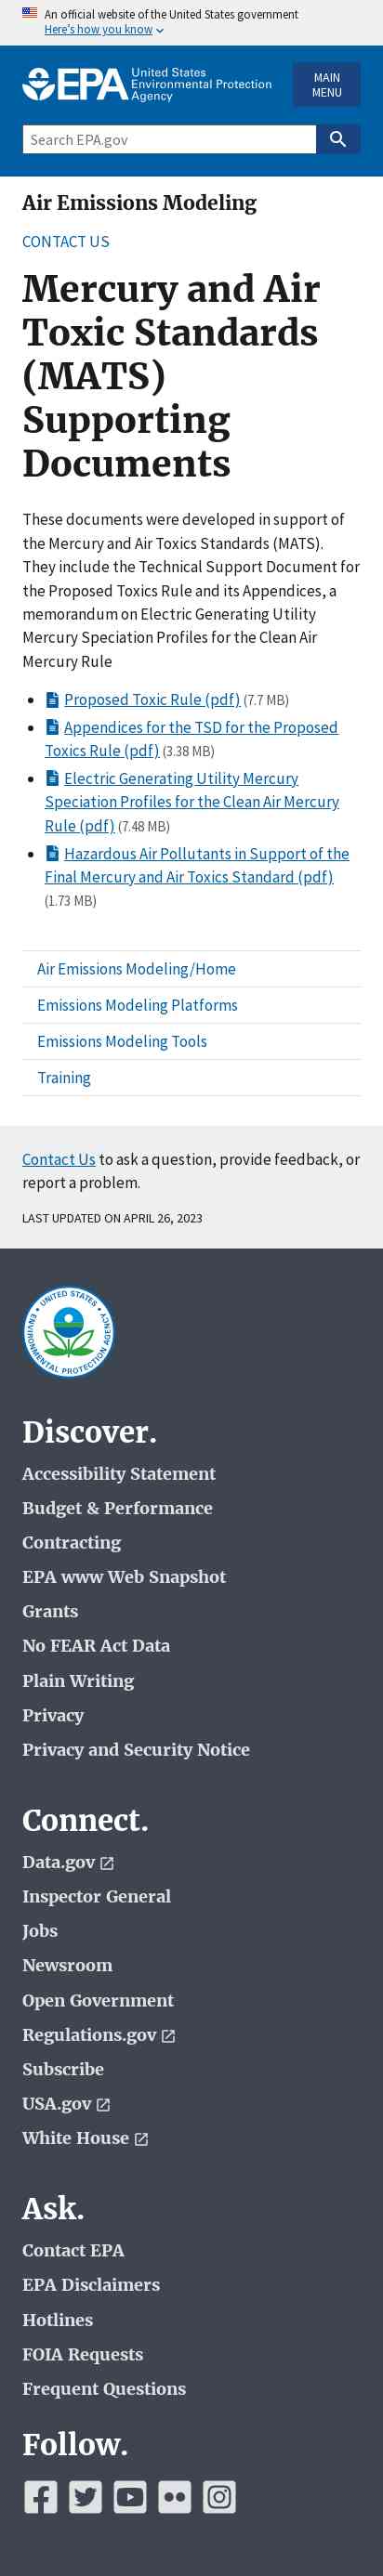 An official website of the United States government
Here's how you know
EPA United States
Environmental Protection
Agency
MAIN
MENU
Search EPA.gov
Air Emissions Modeling
CONTACT US
Mercury and Air
Toxic Standards
(MATS)
Supporting
Documents
These documents were developed in support of
the Mercury and Air Toxics Standards (MATS).
They include the Technical Support Document for
the Proposed Toxics Rule and its Appendices, a
memorandum on Electric Generating Utility
Mercury Speciation Profiles for the Clean Air
Mercury Rule
Proposed Toxic Rule (pdf) (7.7 MB)
Appendices for the TSD for the Proposed
Toxics Rule (pdf) (3.38 MB)
Electric Generating Utility Mercury
Speciation Profiles for the Clean Air Mercury
Rule (pdf) (7.48 MB)
Hazardous Air Pollutants in Support of the
Final Mercury and Air Toxics Standard (pdf)
(1.73 MB)
Air Emissions Modeling/Home
Emissions Modeling Platforms
Emissions Modeling Tools
Training
Contact Us to ask a question, provide feedback, or
report a problem.
LAST UPDATED ON APRIL 26, 2023
UNITED STATES
ENVIRONMENTAL PROTECTION AGENCY
Discover.
Accessibility Statement
Budget & Performance
Contracting
EPA www Web Snapshot
Grants
No FEAR Act Data
Plain Writing
Privacy
Privacy and Security Notice
Connect.
Data.gov
Inspector General
Jobs
Newsroom
Open Government
Regulations.gov
Subscribe
USA.gov
White House
Ask.
Contact EPA
EPA Disclaimers
Hotlines
FOIA Requests
Frequent Questions
Follow.